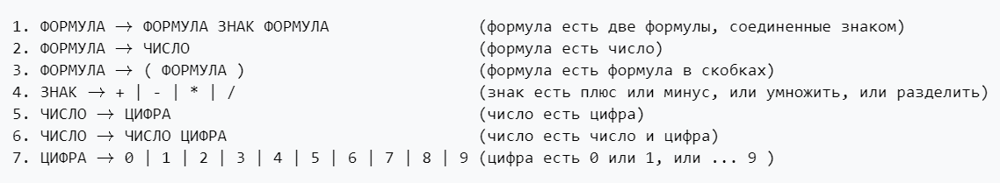 1. ФОРМУЛА → ФОРМУЛА ЗНАК ФОРМУЛА (формула есть две формулы, соединенные знаком)
2. ФОРМУЛА → ЧИСЛО (формула есть число)
3. ФОРМУЛА → ( ФОРМУЛА ) (формула есть формула в скобках)
4. ЗНАК → + | - | * | / (знак есть плюс или минус, или умножить, или разделить)
5. ЧИСЛО → ЦИФРА (число есть цифра)
6. ЧИСЛО → ЧИСЛО ЦИФРА (число есть число и цифра)
7. ЦИФРА → 0 | 1 | 2 | 3 | 4 | 5 | 6 | 7 | 8 | 9 (цифра есть 0 или 1, или ... 9 )